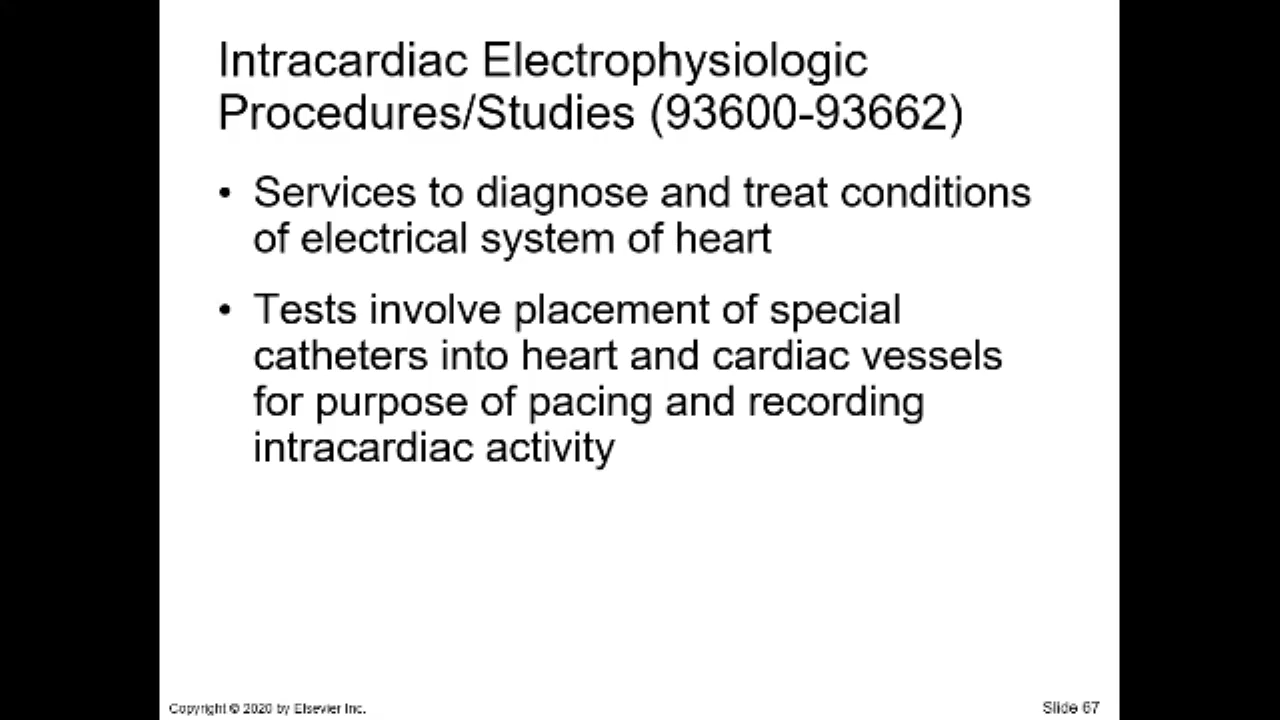 Intracardiac Electrophysiologic
Procedures/Studies (93600-93662)
• Services to diagnose and treat conditions
of electrical system of heart
• Tests involve placement of special
catheters into heart and cardiac vessels
for purpose of pacing and recording
intracardiac activity
Copyright © 2020 by Elsevier Inc.
Slide 67